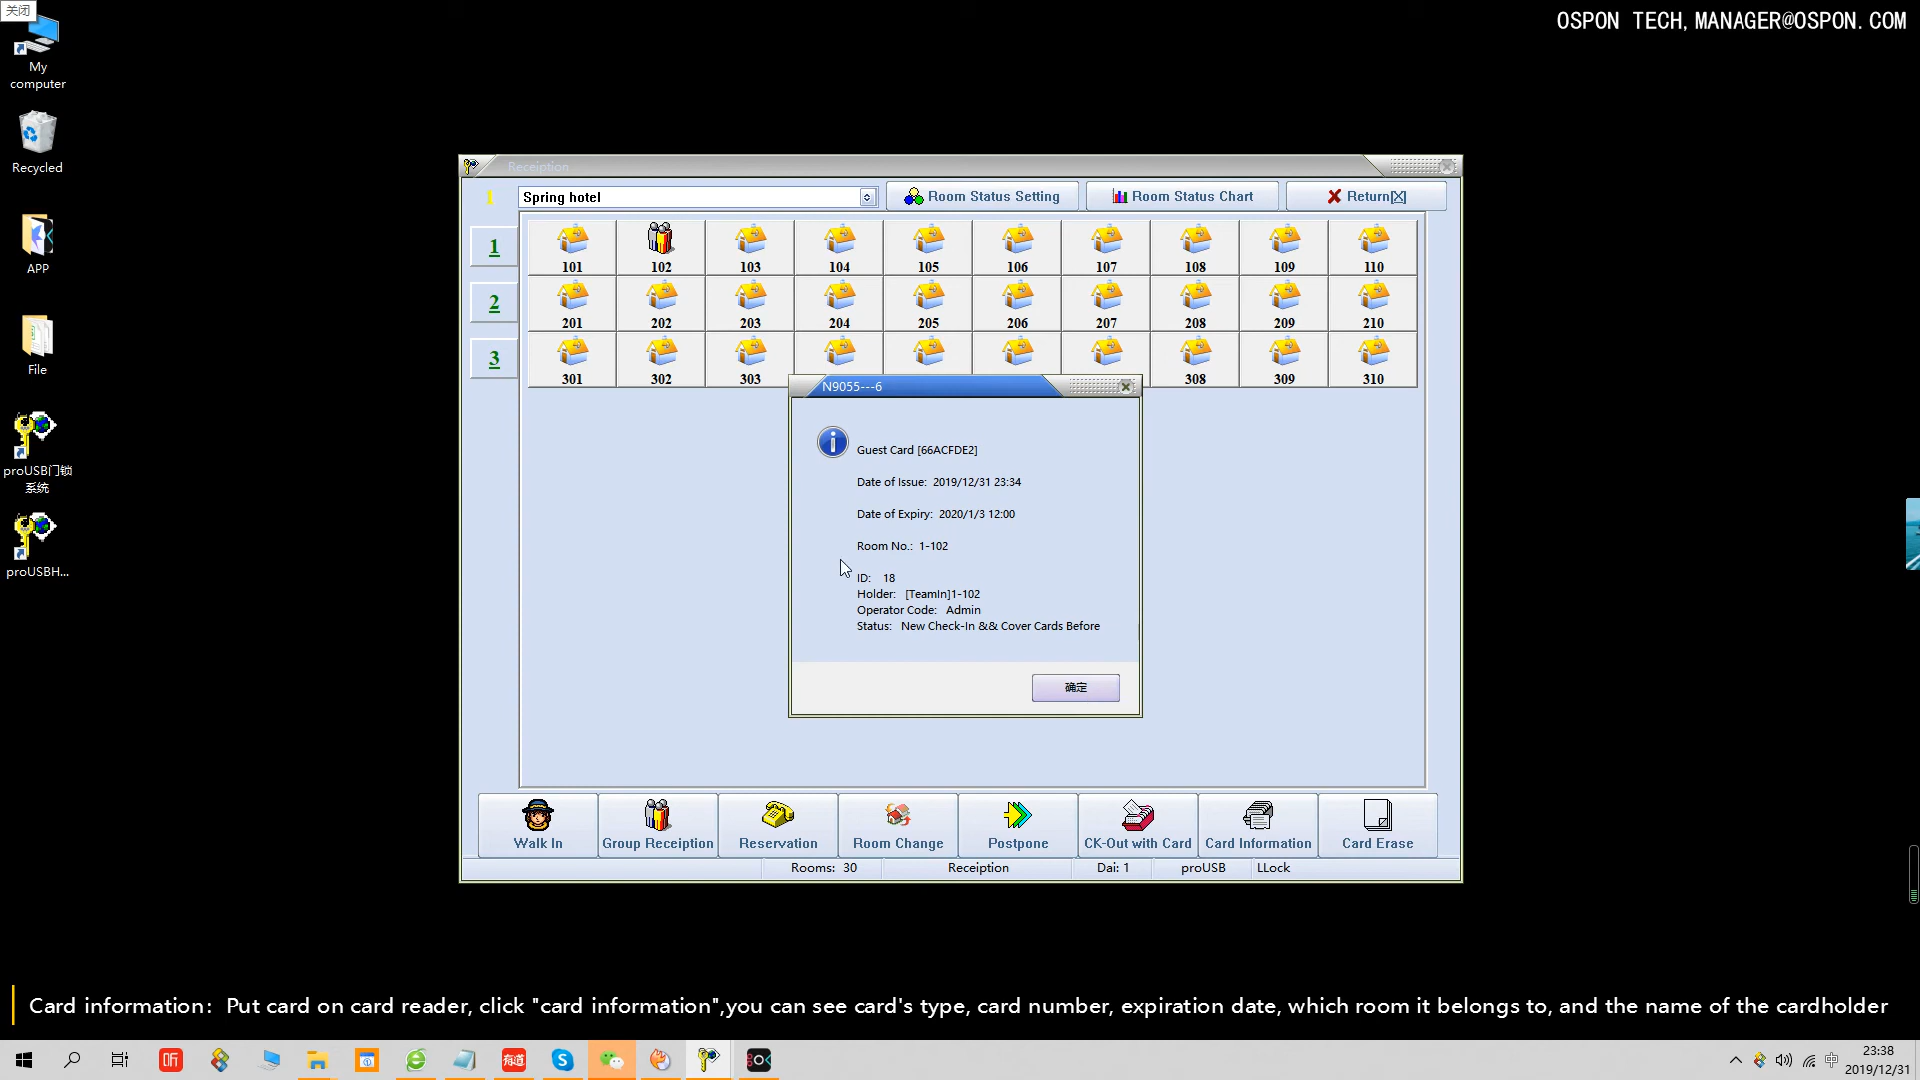 关闭
OSPON TECH,MANAGER@OSPON.COM
My
computer
Recycled
APP
File
proUSB门锁
系统
proUSBH...
Receiption
1
Spring hotel
Room Status Setting
Room Status Chart
Return[X]
1
101 102 103 104 105 106 107 108 109 110
2
201 202 203 204 205 206 207 208 209 210
3
301 302 303 308 309 310
N9055---6
Guest Card [66ACFDE2]
Date of Issue: 2019/12/31 23:34
Date of Expiry: 2020/1/3 12:00
Room No.: 1-102
ID: 18
Holder: [TeamIn]1-102
Operator Code: Admin
Status: New Check-In && Cover Cards Before
确定
Walk In
Group Receiption
Reservation
Room Change
Postpone
CK-Out with Card
Card Information
Card Erase
Rooms: 30
Receiption
Dai: 1
proUSB
LLock
Card information: Put card on card reader, click "card information",you can see card's type, card number, expiration date, which room it belongs to, and the name of the cardholder
听
有道
S
中
23:38
2019/12/31